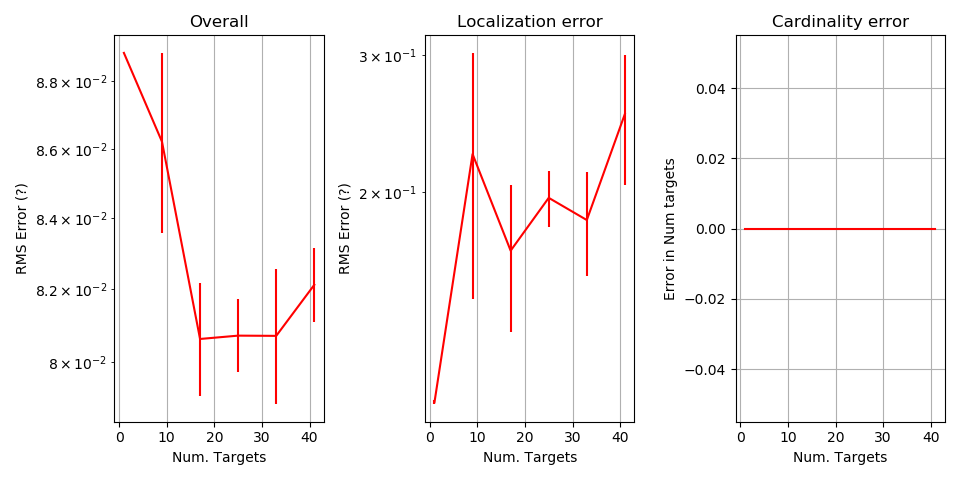 Overall
8.8 × 10⁻²
8.6 × 10⁻²
8.4 × 10⁻²
8.2 × 10⁻²
8 × 10⁻²
RMS Error (?)
0 10 20 30 40
Num. Targets
Localization error
3 × 10⁻¹
2 × 10⁻¹
RMS Error (?)
0 10 20 30 40
Num. Targets
Cardinality error
0.04
0.02
0.00
−0.02
−0.04
Error in Num targets
0 10 20 30 40
Num. Targets